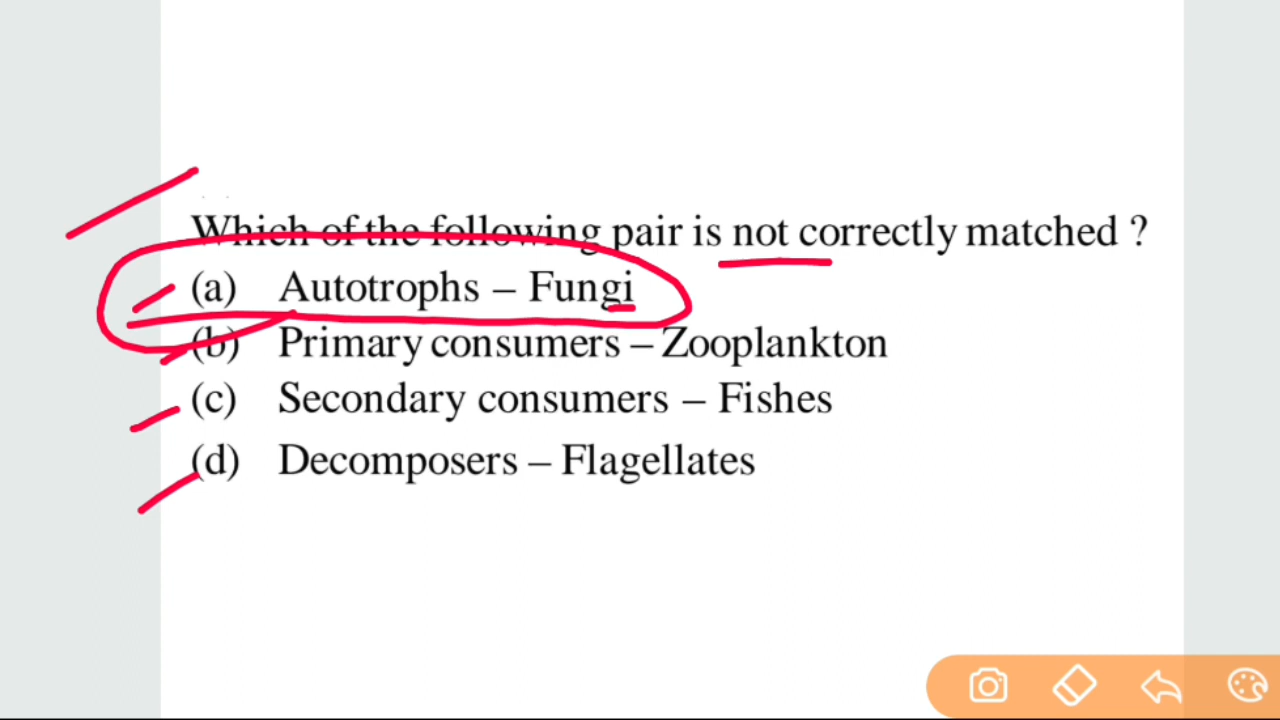 Which of the following pair is not correctly matched ?
(a) Autotrophs – Fungi
(b) Primary consumers – Zooplankton
(c) Secondary consumers – Fishes
(d) Decomposers – Flagellates